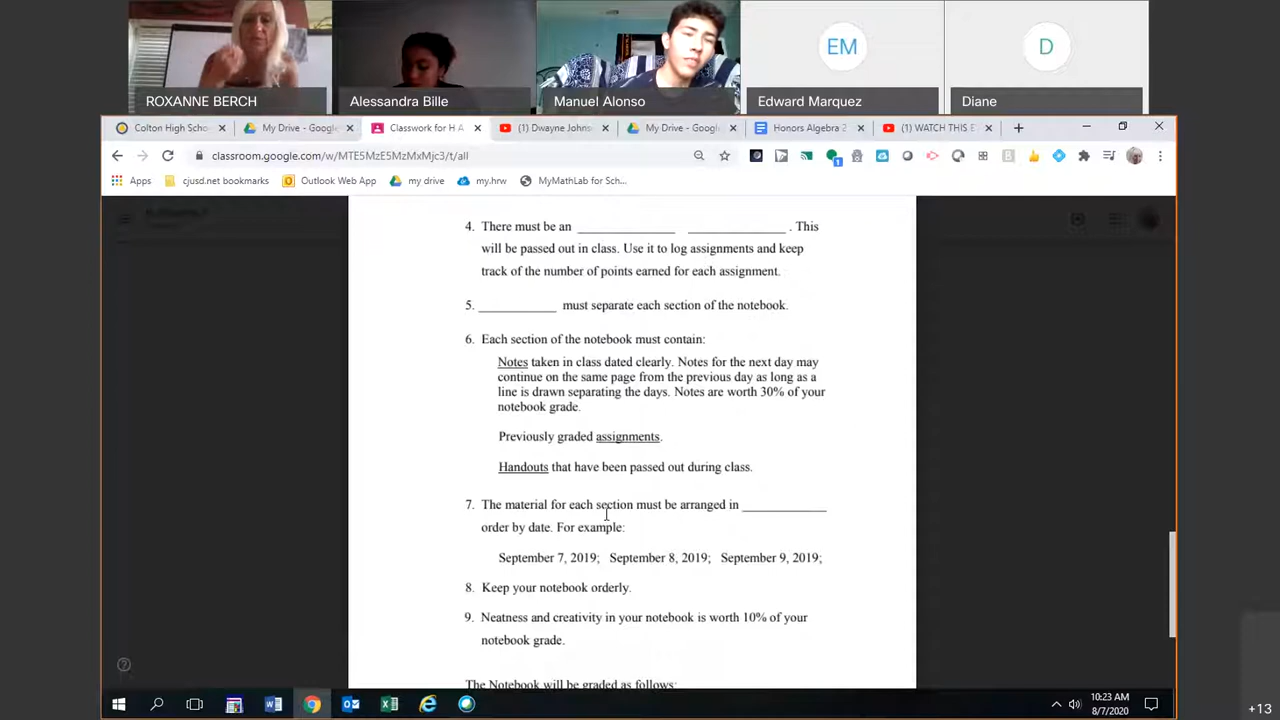 EM
D
ROXANNE BERCH
Alessandra Bille
Manuel Alonso
Edward Marquez
Diane
Colton High Scho
My Drive - Google
Classwork for H A
(1) Dwayne Johns
My Drive - Google
Honors Algebra 2
(1) WATCH THIS E
classroom.google.com/w/MTE5MzE5MzMxMjc3/t/all
Apps
cjusd.net bookmarks
Outlook Web App
my drive
my.hrw
MyMathLab for Sch...
4. There must be an _____________ _____________ . This
will be passed out in class. Use it to log assignments and keep
track of the number of points earned for each assignment.
5. __________ must separate each section of the notebook.
6. Each section of the notebook must contain:
Notes taken in class dated clearly. Notes for the next day may
continue on the same page from the previous day as long as a
line is drawn separating the days. Notes are worth 30% of your
notebook grade.
Previously graded assignments.
Handouts that have been passed out during class.
7. The material for each section must be arranged in ___________
order by date. For example:
September 7, 2019; September 8, 2019; September 9, 2019;
8. Keep your notebook orderly.
9. Neatness and creativity in your notebook is worth 10% of your
notebook grade.
The Notebook will be graded as follows:
10:23 AM
8/7/2020
+13